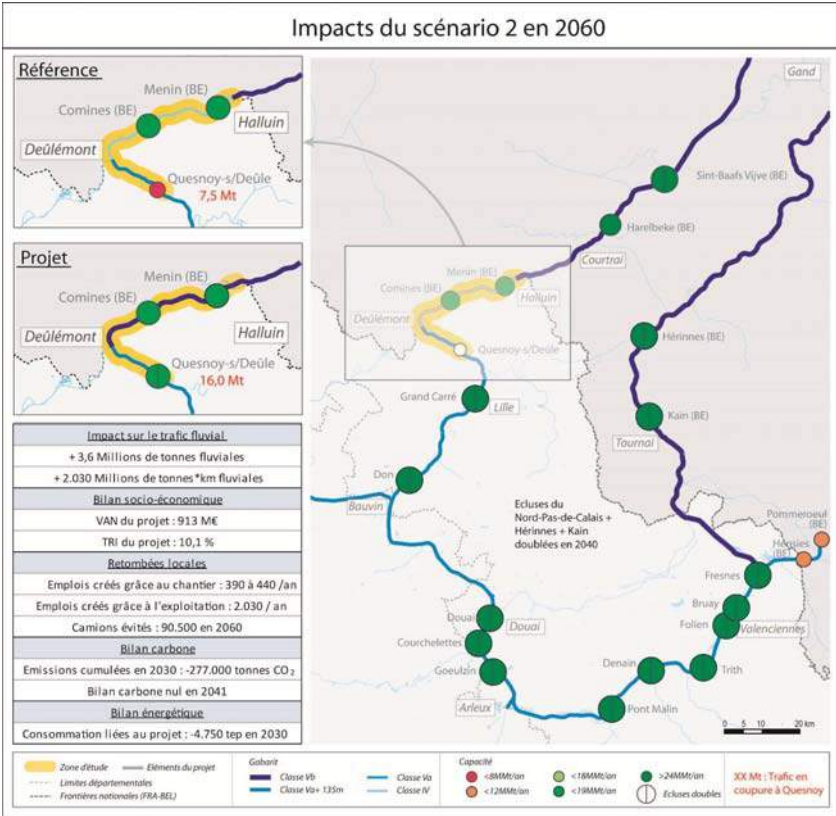 Impacts du scénario 2 en 2060
Référence
Menin (BE)
Comines (BE)
Halluin
Deûlémont
Quesnoy-s/Deûle
7,5 Mt
Projet
Menin (BE)
Comines (BE)
Deûlémont
Halluin
Quesnoy-s/Deûle
16,0 Mt
Impact sur le trafic fluvial
+ 3,6 Millions de tonnes fluviales
+ 2.030 Millions de tonnes*km fluviales
Bilan socio-économique
VAN du projet : 913 M€
TRI du projet : 10,1 %
Retombées locales
Emplois créés grâce au chantier : 390 à 440 /an
Emplois créés grâce à l'exploitation : 2.030 / an
Camions évités : 90.500 en 2060
Bilan carbone
Emissions cumulées en 2030 : -277.000 tonnes CO2
Bilan carbone nul en 2041
Bilan énergétique
Consommation liées au projet : -4.750 tep en 2030
Gand
Sint-Baafs Vijve (BE)
Harelbeke (BE)
Courtrai
Menin (BE)
Comines (BE)
Halluin
Deûlémont
Quesnoy-s/Deûle
Hérinnes (BE)
Grand Carré
Lille
Kain (BE)
Tournai
Don
Bauvin
Ecluses du
Nord-Pas-de-Calais +
Hérinnes + Kain
doublées en 2040
Pommeroeul
(BE)
Hensies
(BE)
Fresnes
Bruay
Folien
Valenciennes
Douai
Douai
Courchelettes
Goeulzin
Denain
Trith
Arleux
Pont Malin
0 5 10 20 km
Zone d'étude
Eléments du projet
Limites départementales
Frontières nationales (FRA-BEL)
Gabarit
Classe Vb
Classe Va
Classe Va+ 135m
Classe IV
Capacité
<8MMt/an
<18MMt/an
>24MMt/an
<12MMt/an
<19MMt/an
Ecluses doubles
XX Mt : Trafic en
coupure à Quesnoy